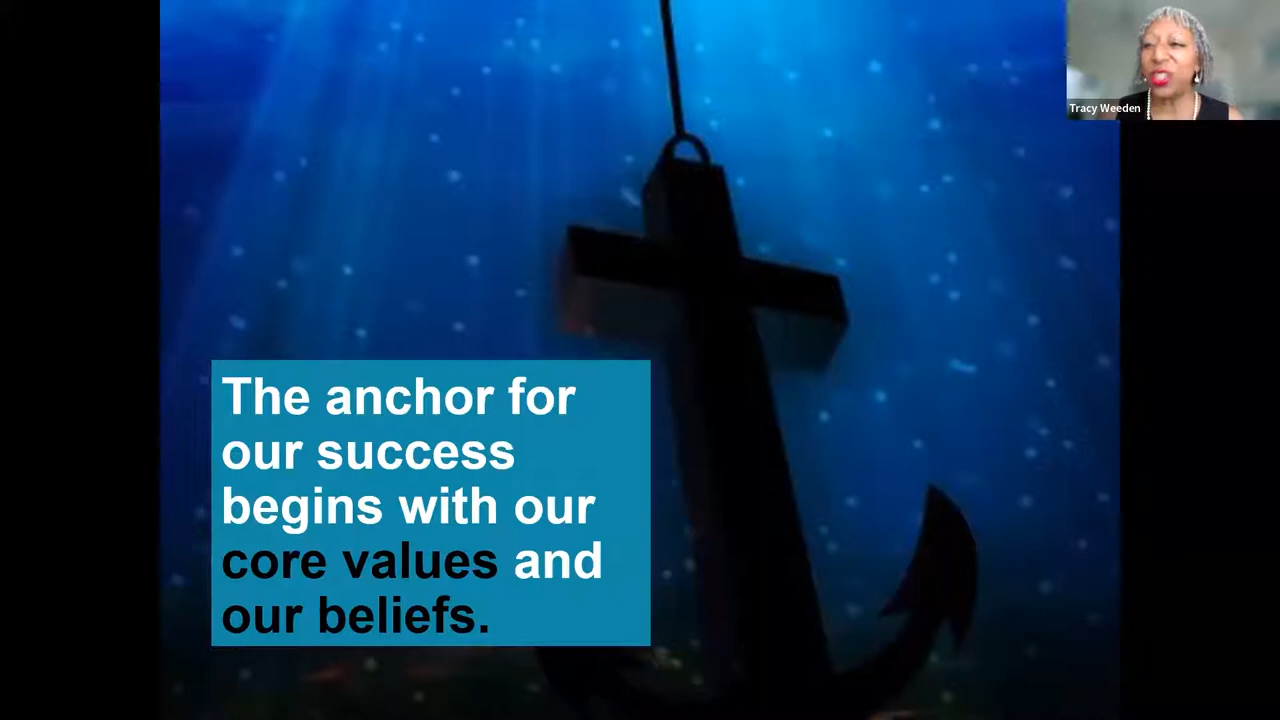 Tracy Weeden
The anchor for
our success
begins with our
core values and
our beliefs.